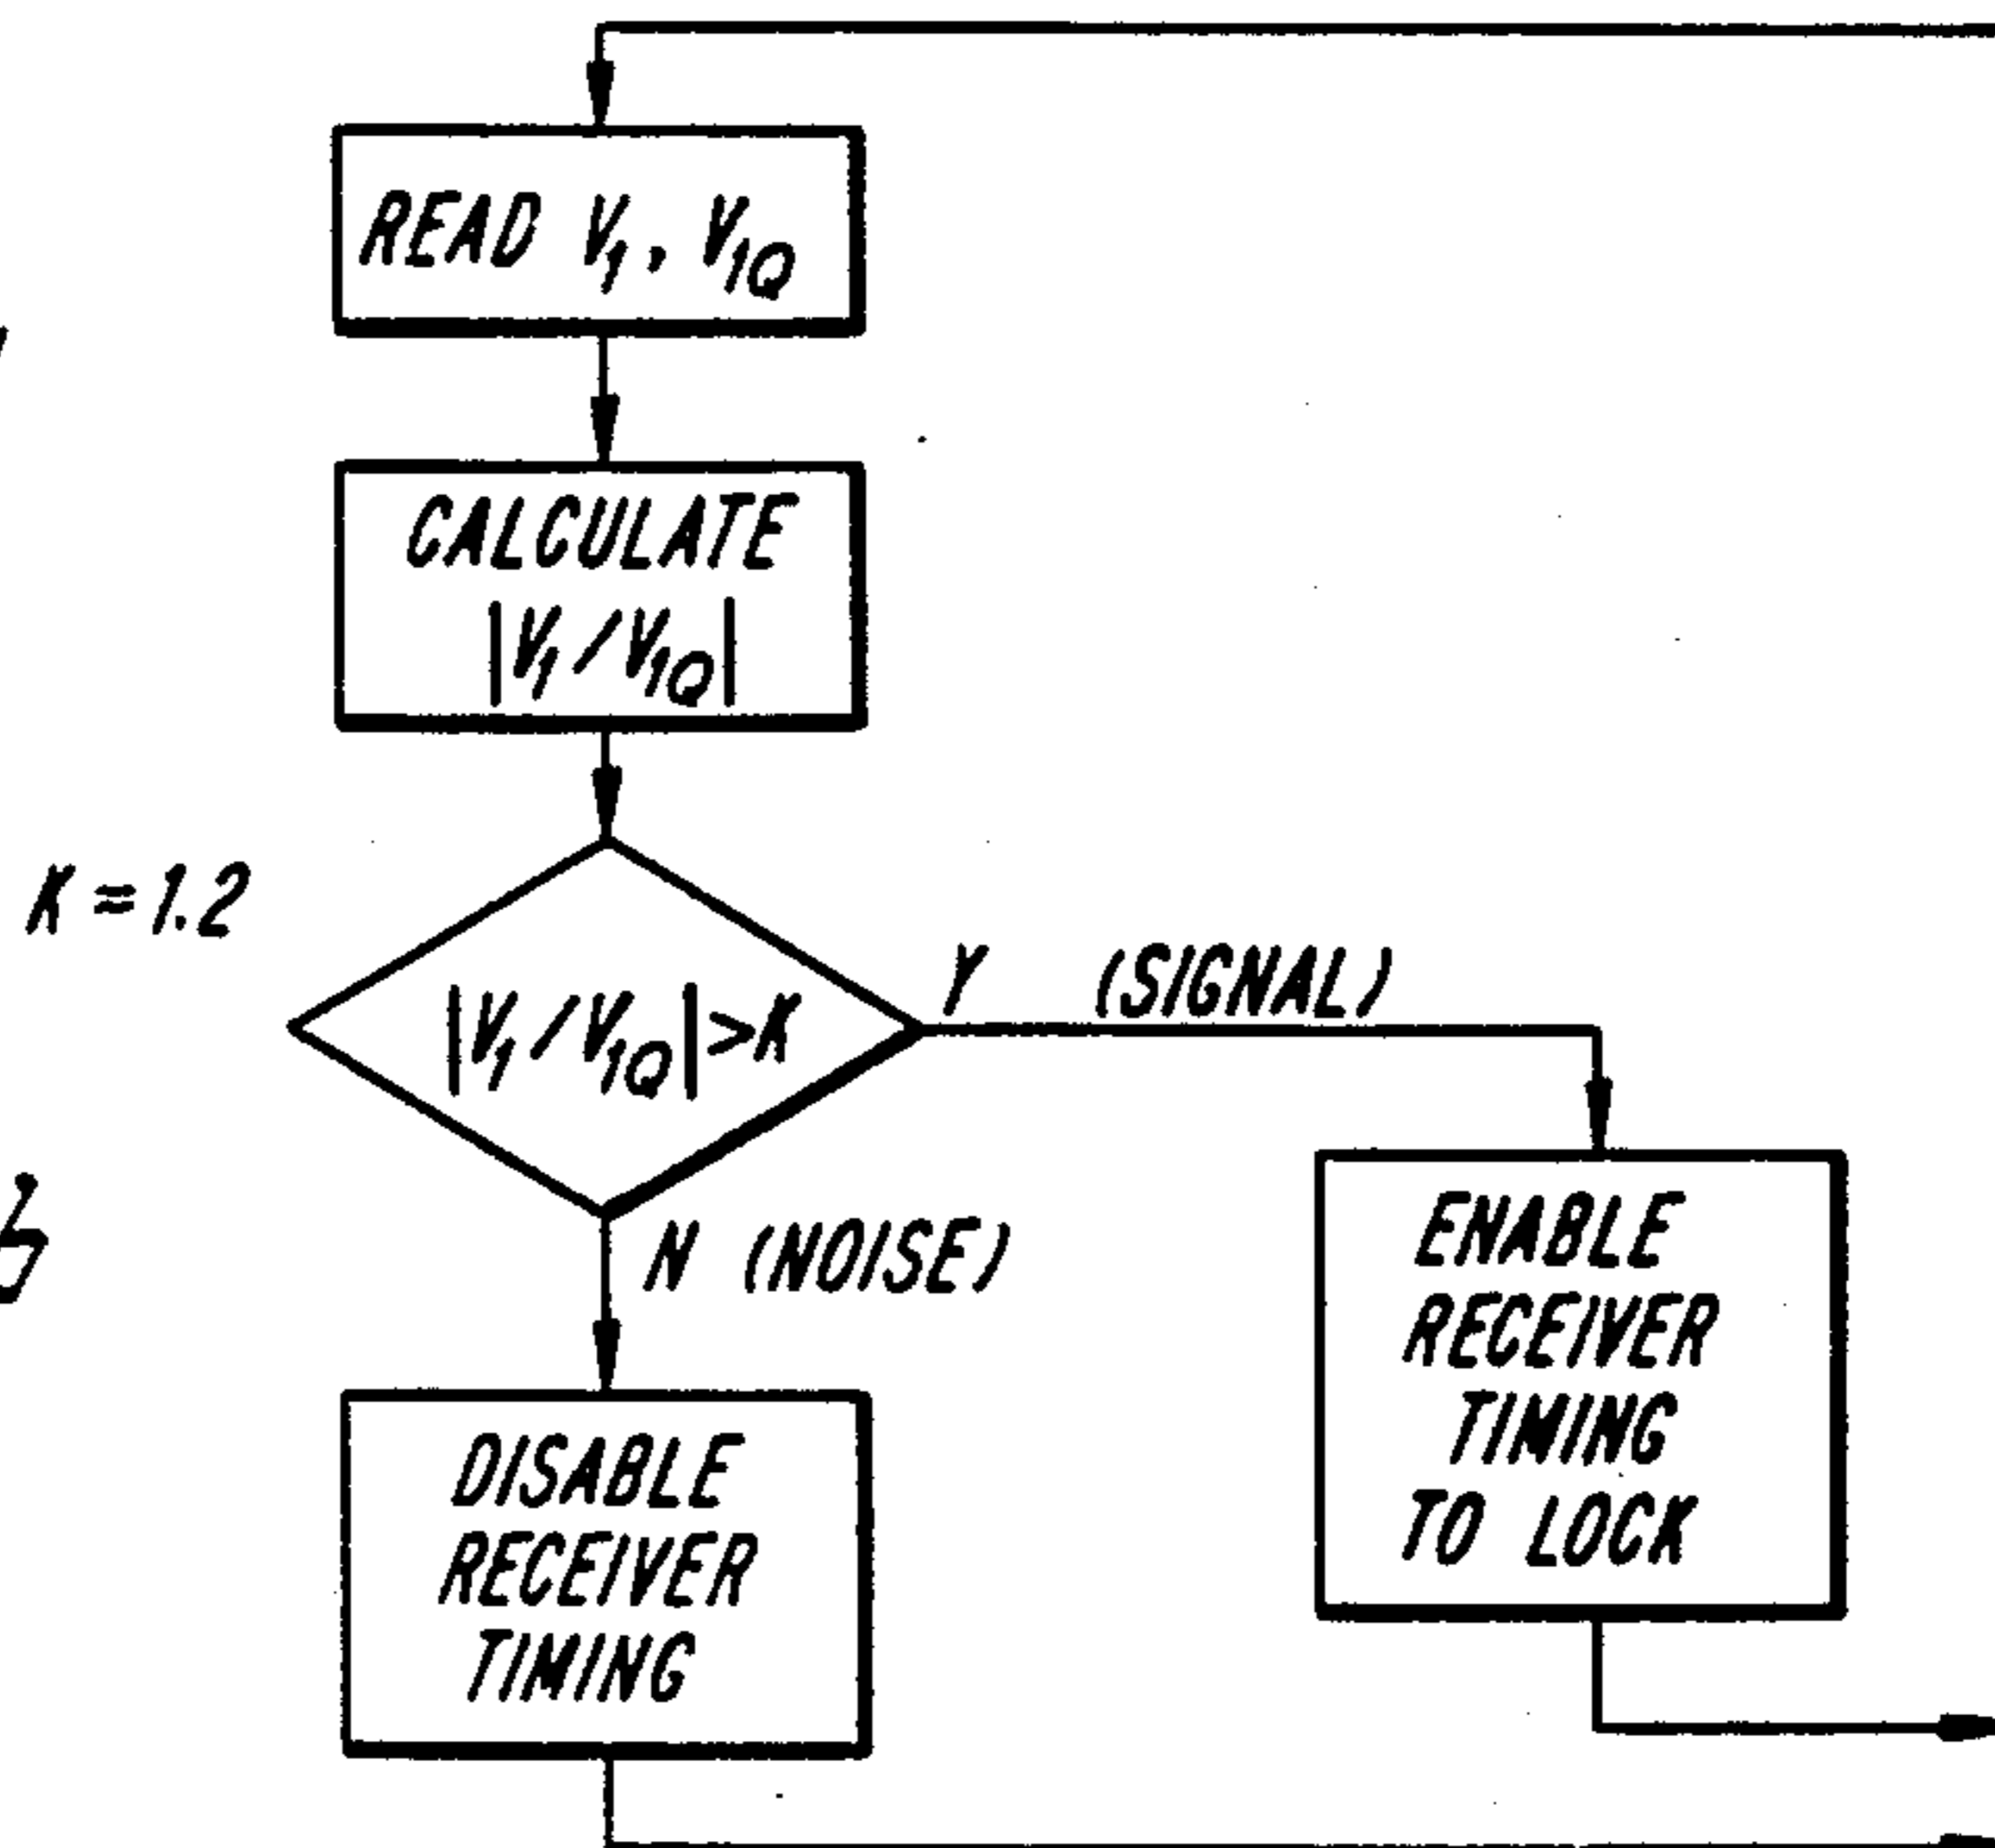 READ V₁, V₁Q
CALCULATE
|V₁/V₁Q|
K=1.2
|V₁/V₁Q|>K
Y (SIGNAL)
N (NOISE)
ENABLE
RECEIVER
TIMING
TO LOCK
DISABLE
RECEIVER
TIMING